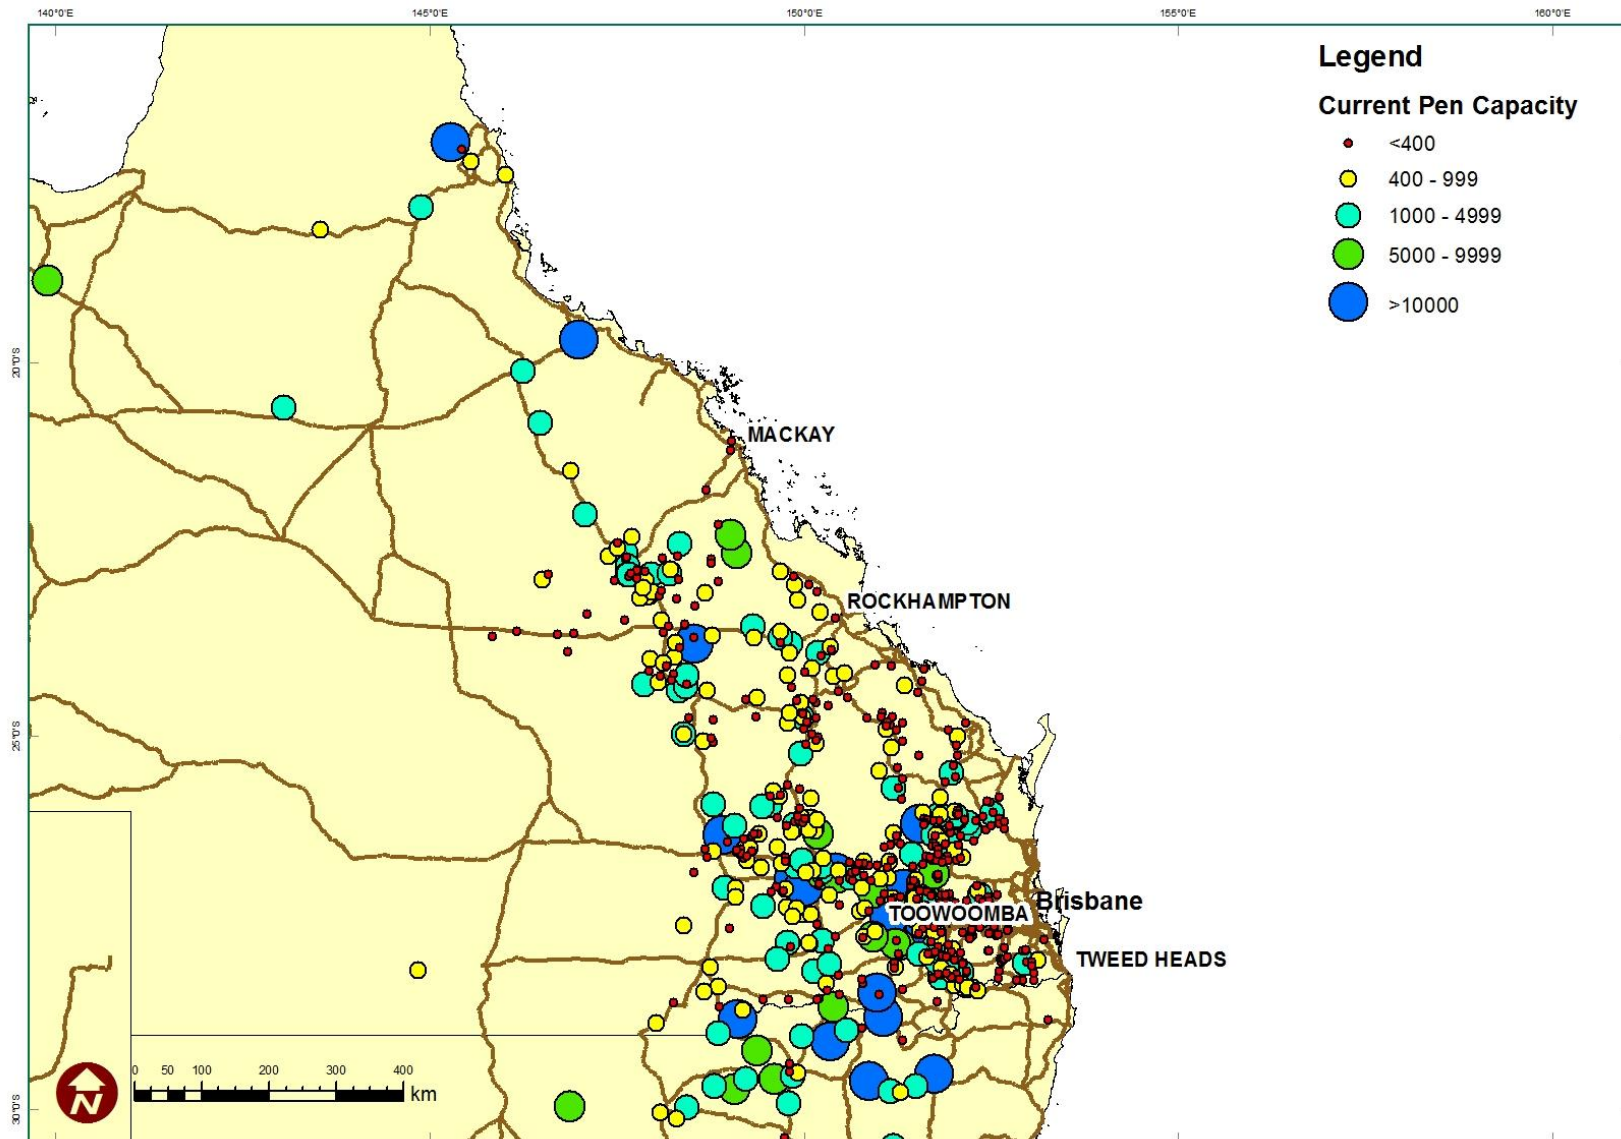 140°0'E 145°0'E 150°0'E 155°0'E 160°0'E
Legend
Current Pen Capacity
<400
400 - 999
1000 - 4999
5000 - 9999
>10000
20°0'S
MACKAY
ROCKHAMPTON
25°0'S
Brisbane
TOOWOOMBA
TWEED HEADS
N
0 50 100 200 300 400
km
30°0'S